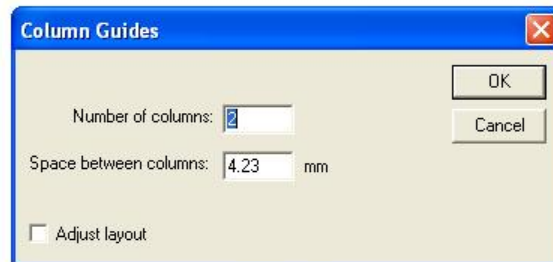 Column Guides
OK
Number of columns: 2
Cancel
Space between columns: 4.23 mm
Adjust layout